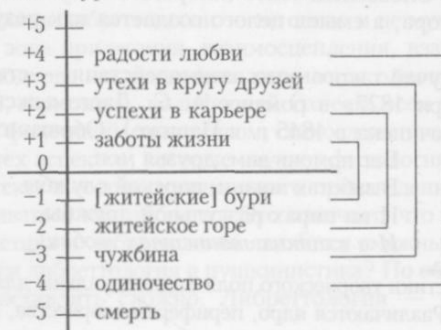 +5
+4 радости любви
+3 утехи в кругу друзей
+2 успехи в карьере
+1 заботы жизни
0
−1 [житейские] бури
−2 житейское горе
−3 чужбина
−4 одиночество
−5 смерть